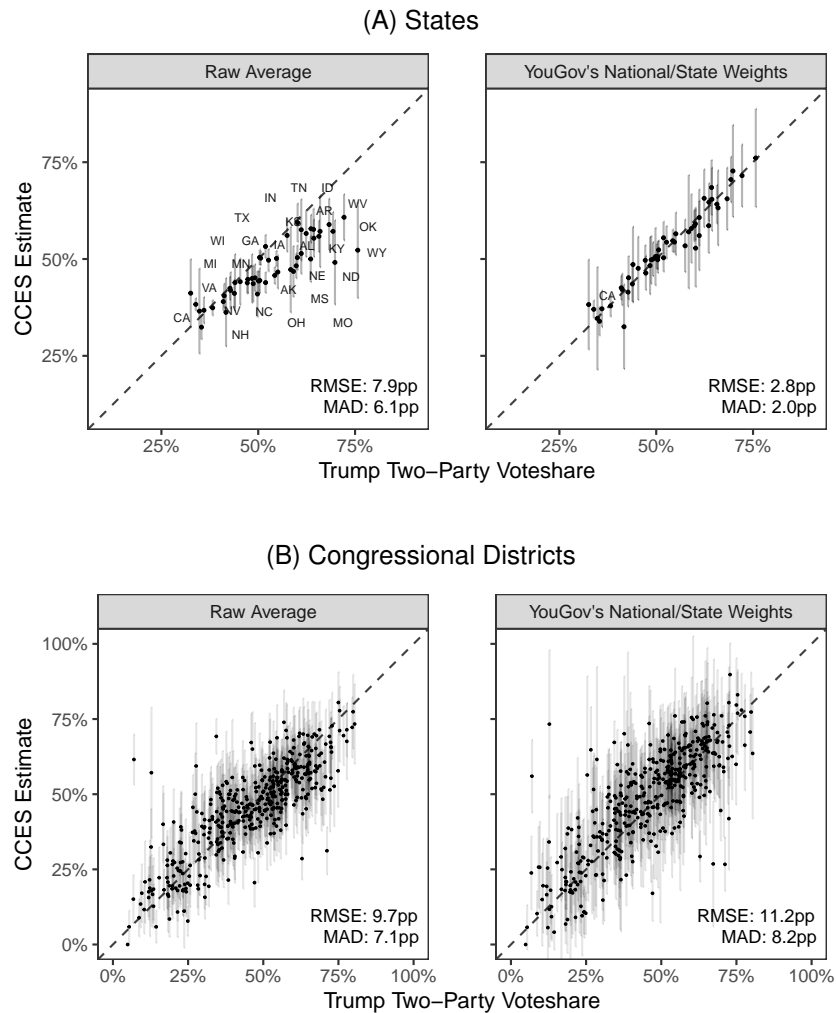 (A) States
Raw Average
YouGov's National/State Weights
CCES Estimate
75%
50%
25%
TN
ID
IN
WV
AR
TX
KS
OK
WI
GA
IA
AL
KY
WY
MI
MN
NE
ND
VA
AK
MS
CA
NV
NC
OH
MO
NH
RMSE: 7.9pp
MAD: 6.1pp
CA
RMSE: 2.8pp
MAD: 2.0pp
25%
50%
75%
25%
50%
75%
Trump Two−Party Voteshare
(B) Congressional Districts
Raw Average
YouGov's National/State Weights
CCES Estimate
100%
75%
50%
25%
0%
RMSE: 9.7pp
MAD: 7.1pp
RMSE: 11.2pp
MAD: 8.2pp
0%
25%
50%
75%
100%
0%
25%
50%
75%
100%
Trump Two−Party Voteshare